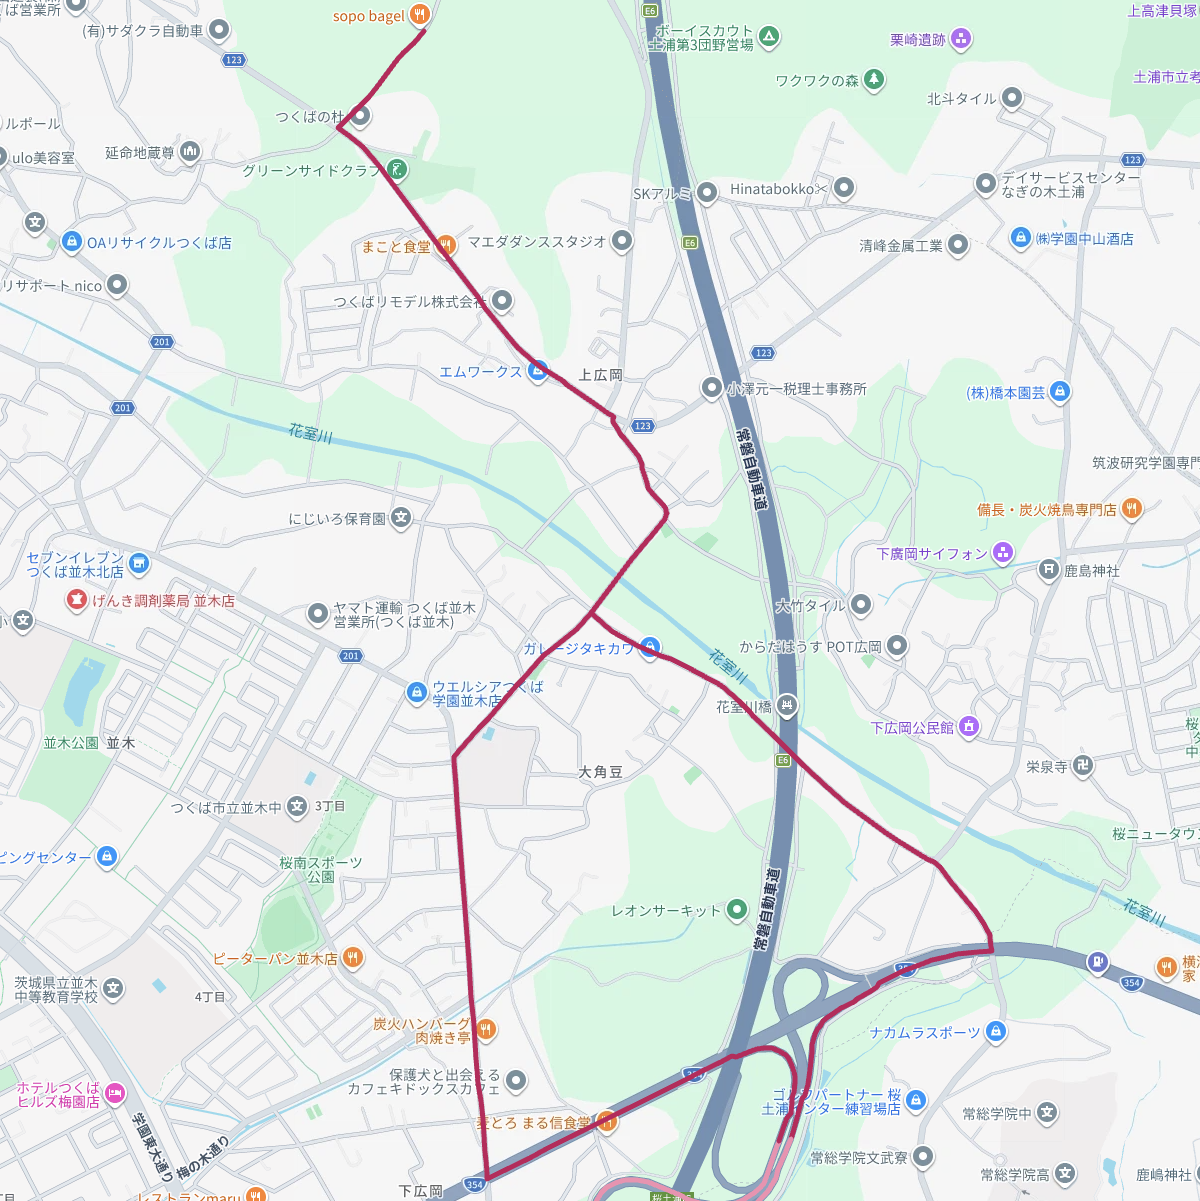 sopo bagel
ば営業所
(有)サダクラ自動車
123
E6
ボーイスカウト
土浦第3団野営場
栗崎遺跡
上高津貝塚
ワクワクの森
土浦市立考
北斗タイル
つくばの杜
ルポール
ulo美容室
延命地蔵尊
グリーンサイドクラブ
123
デイサービスセンター
なぎの木土浦
SKアルミ
Hinatabokko
OAリサイクルつくば店
まこと食堂
マエダダンススタジオ
E6
清峰金属工業
㈱学園中山酒店
リサポート nico
つくばリモデル株式会社
201
123
エムワークス
上広岡
小澤元一税理士事務所
(株)橋本園芸
201
123
花室川
常磐自動車道
筑波研究学園専門
にじいろ保育園
備長・炭火焼鳥専門店
セブンイレブン
つくば並木北店
下廣岡サイフォン
鹿島神社
げんき調剤薬局 並木店
ヤマト運輸 つくば並木
営業所(つくば並木)
大竹タイル
ガレージタキカワ
からだはうす POT広岡
201
花室川
ウエルシアつくば
学園並木店
花室川橋
下広岡公民館
桜
タ
中
並木公園
並木
E6
大角豆
栄泉寺
つくば市立並木中
3丁目
桜ニュータウン
ピングセンター
桜南スポーツ
公園
常磐自動車道
レオンサーキット
花室川
ピーターパン並木店
354
横浜
家
354
茨城県立並木
中等教育学校
4丁目
炭火ハンバーグ
肉焼き亭
ナカムラスポーツ
保護犬と出会える
カフェキドックスカフェ
354
ホテルつくば
ヒルズ梅園店
ゴルフパートナー 桜
土浦インター練習場店
常総学院中
麦とろ まる信食堂
学園東大通り
梅の木通り
常総学院文武寮
常総学院高
鹿嶋神社
354
下広岡
レストランmaru